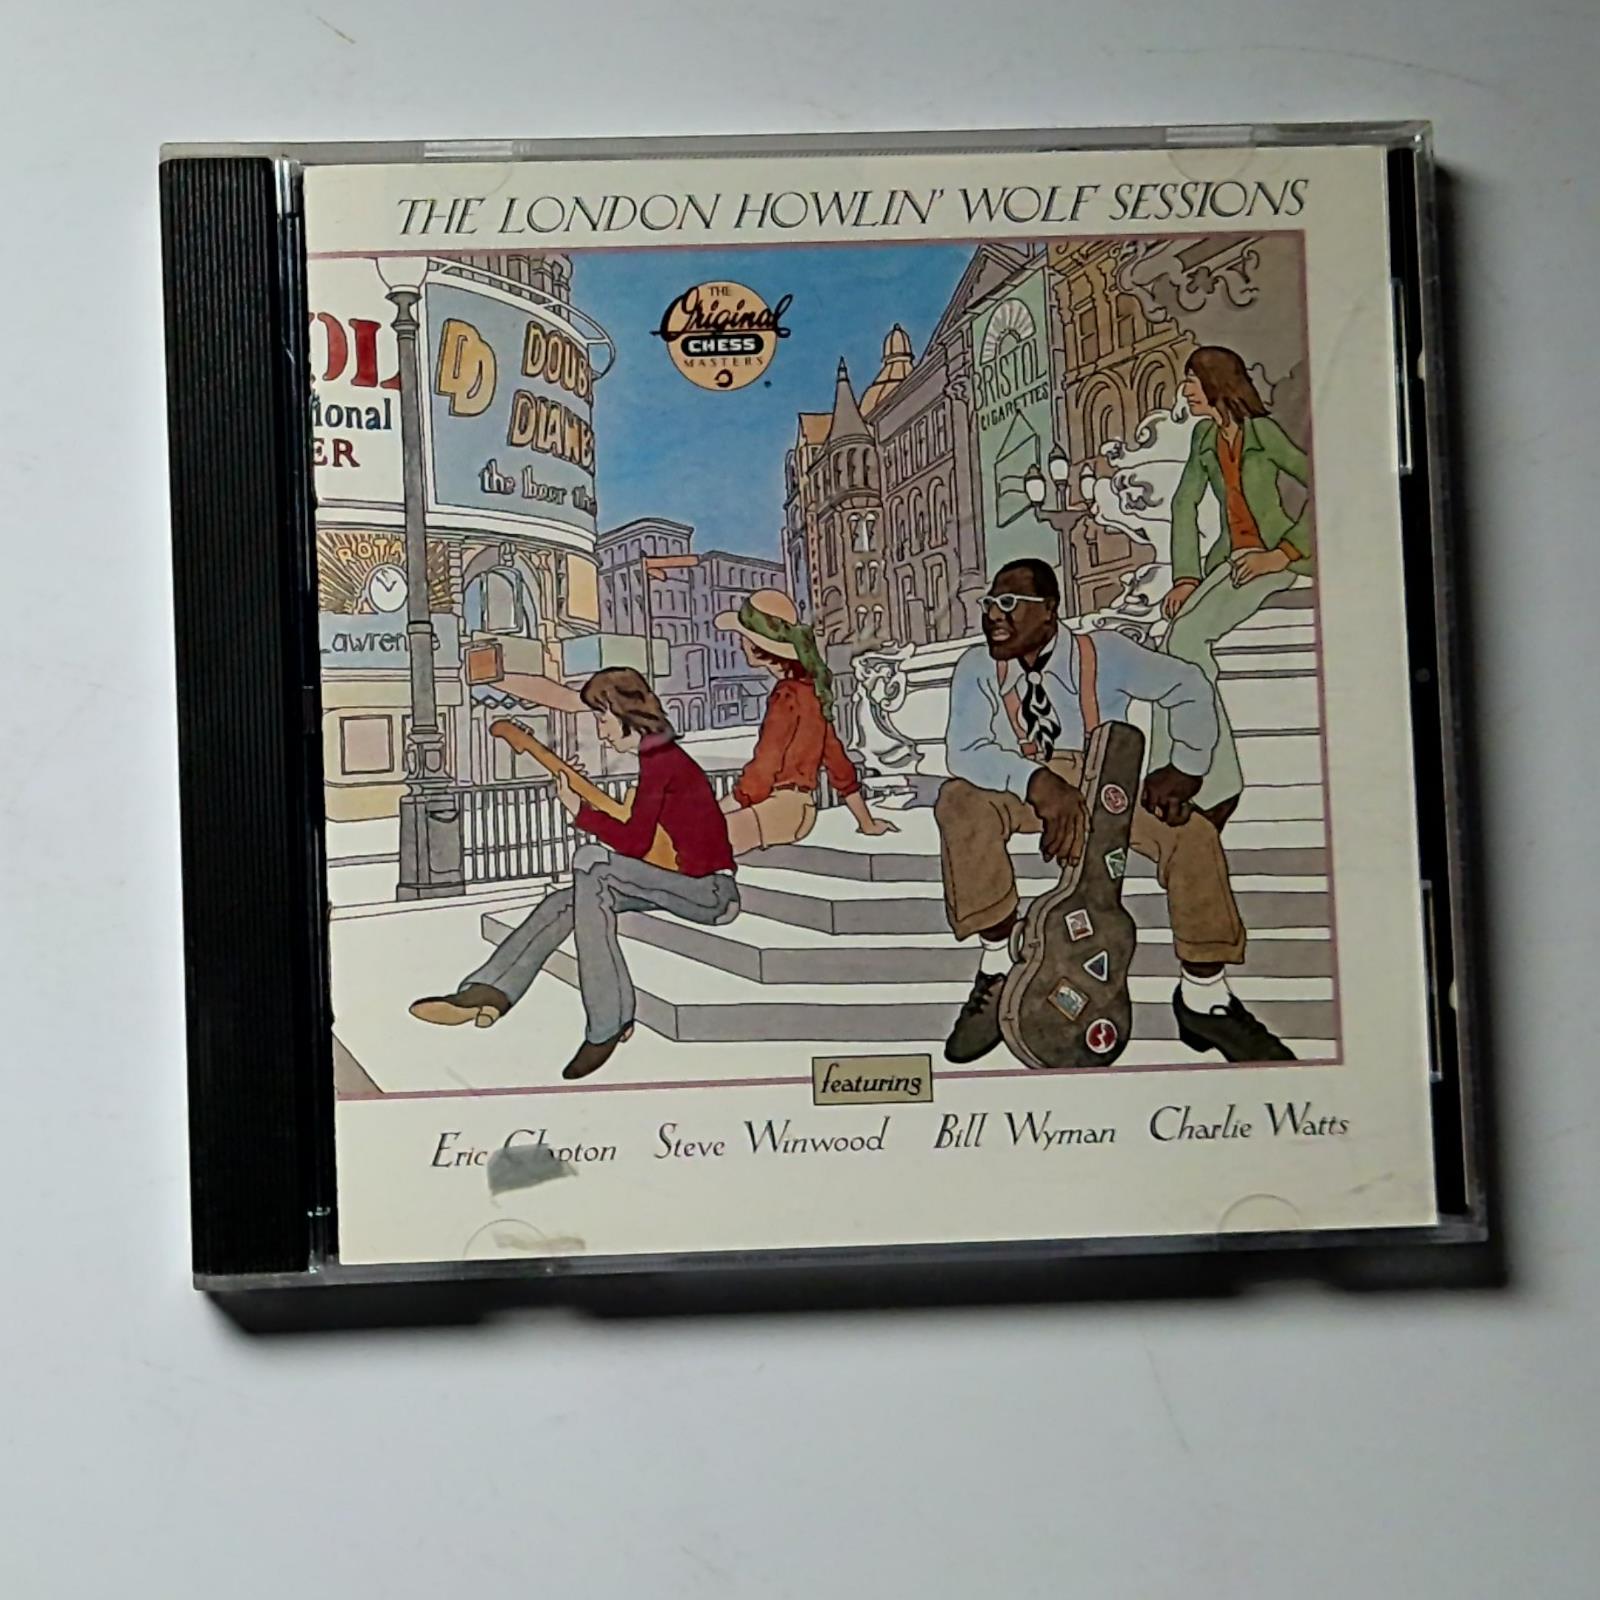 THE LONDON HOWLIN' WOLF SESSIONS
THE
Original
CHESS
MASTERS
DOUB
DIAM
the beer th
ional
ER
BRISTOL
CIGARETTES
Lawrence
featuring
Eric Clapton Steve Winwood Bill Wyman Charlie Watts